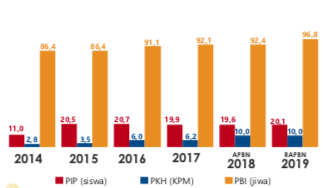 86,4 86,4 91,1 92,1 92,4 96,8
11,0 2,8 20,5 3,5 20,7 6,0 19,9 6,2 19,6 10,0 20,1 10,0
2014 2015 2016 2017 APBN 2018 RAPBN 2019
PIP (siswa) PKH (KPM) PBI (jiwa)